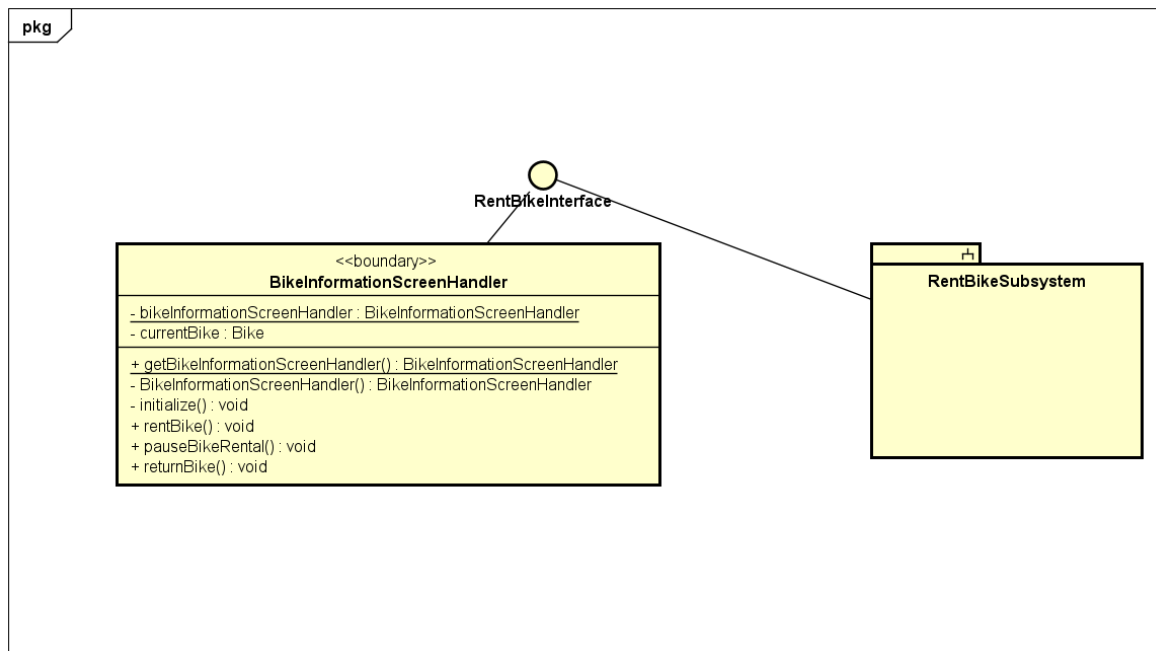 pkg
RentBikeInterface
<<boundary>>
BikeInformationScreenHandler
- bikeInformationScreenHandler : BikeInformationScreenHandler
- currentBike : Bike
+ getBikeInformationScreenHandler() : BikeInformationScreenHandler
- BikeInformationScreenHandler() : BikeInformationScreenHandler
- initialize() : void
+ rentBike() : void
+ pauseBikeRental() : void
+ returnBike() : void
RentBikeSubsystem